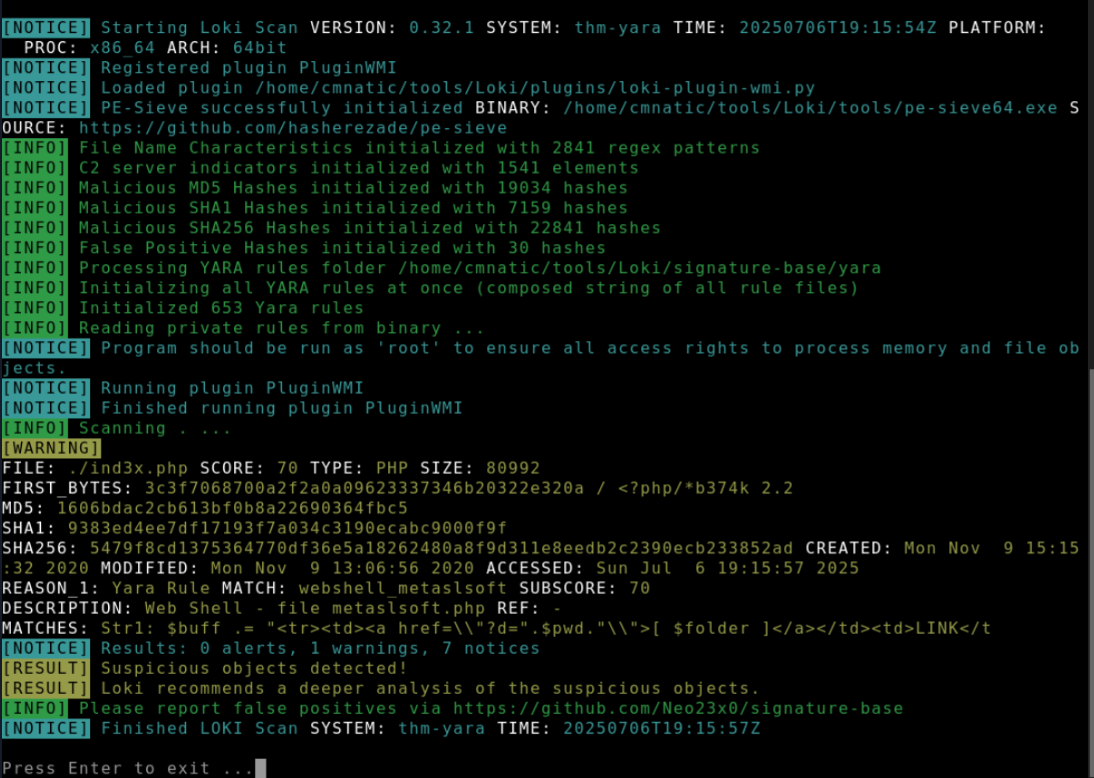 [NOTICE] Starting Loki Scan VERSION: 0.32.1 SYSTEM: thm-yara TIME: 20250706T19:15:54Z PLATFORM:
  PROC: x86_64 ARCH: 64bit
[NOTICE] Registered plugin PluginWMI
[NOTICE] Loaded plugin /home/cmnatic/tools/Loki/plugins/loki-plugin-wmi.py
[NOTICE] PE-Sieve successfully initialized BINARY: /home/cmnatic/tools/Loki/tools/pe-sieve64.exe S
OURCE: https://github.com/hasherezade/pe-sieve
[INFO] File Name Characteristics initialized with 2841 regex patterns
[INFO] C2 server indicators initialized with 1541 elements
[INFO] Malicious MD5 Hashes initialized with 19034 hashes
[INFO] Malicious SHA1 Hashes initialized with 7159 hashes
[INFO] Malicious SHA256 Hashes initialized with 22841 hashes
[INFO] False Positive Hashes initialized with 30 hashes
[INFO] Processing YARA rules folder /home/cmnatic/tools/Loki/signature-base/yara
[INFO] Initializing all YARA rules at once (composed string of all rule files)
[INFO] Initialized 653 Yara rules
[INFO] Reading private rules from binary ...
[NOTICE] Program should be run as 'root' to ensure all access rights to process memory and file ob
jects.
[NOTICE] Running plugin PluginWMI
[NOTICE] Finished running plugin PluginWMI
[INFO] Scanning . ...
[WARNING]
FILE: ./ind3x.php SCORE: 70 TYPE: PHP SIZE: 80992
FIRST_BYTES: 3c3f7068700a2f2a0a09623337346b20322e320a / <?php/*b374k 2.2
MD5: 1606bdac2cb613bf0b8a22690364fbc5
SHA1: 9383ed4ee7df17193f7a034c3190ecabc9000f9f
SHA256: 5479f8cd1375364770df36e5a18262480a8f9d311e8eedb2c2390ecb233852ad CREATED: Mon Nov  9 15:15
:32 2020 MODIFIED: Mon Nov  9 13:06:56 2020 ACCESSED: Sun Jul  6 19:15:57 2025
REASON_1: Yara Rule MATCH: webshell_metaslsoft SUBSCORE: 70
DESCRIPTION: Web Shell - file metaslsoft.php REF: -
MATCHES: Str1: $buff .= "<tr><td><a href=\\"?d=".$pwd."\\">[ $folder ]</a></td><td>LINK</t
[NOTICE] Results: 0 alerts, 1 warnings, 7 notices
[RESULT] Suspicious objects detected!
[RESULT] Loki recommends a deeper analysis of the suspicious objects.
[INFO] Please report false positives via https://github.com/Neo23x0/signature-base
[NOTICE] Finished LOKI Scan SYSTEM: thm-yara TIME: 20250706T19:15:57Z
Press Enter to exit ...